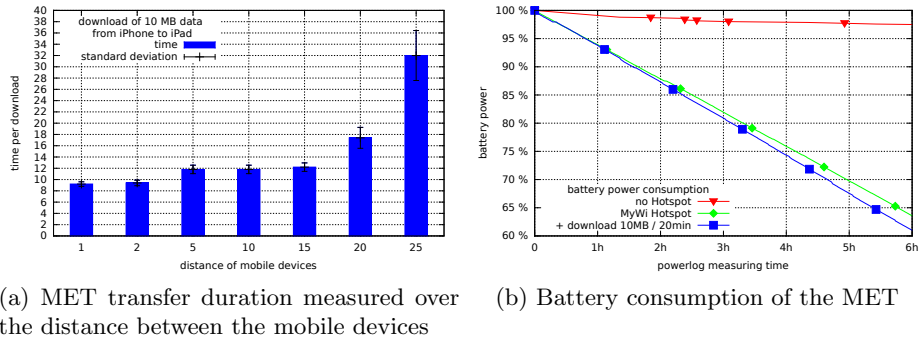 40
38
36
34
32
30
28
26
24
22
20
18
16
14
12
10
8
6
4
2
0
time per download
download of 10 MB data
from iPhone to iPad
time
standard deviation
1 2 5 10 15 20 25
distance of mobile devices
100 %
95 %
90 %
85 %
80 %
75 %
70 %
65 %
60 %
battery power
battery power consumption
no Hotspot
MyWi Hotspot
+ download 10MB / 20min
0 1h 2h 3h 4h 5h 6h
powerlog measuring time
(a) MET transfer duration measured over
the distance between the mobile devices
(b) Battery consumption of the MET